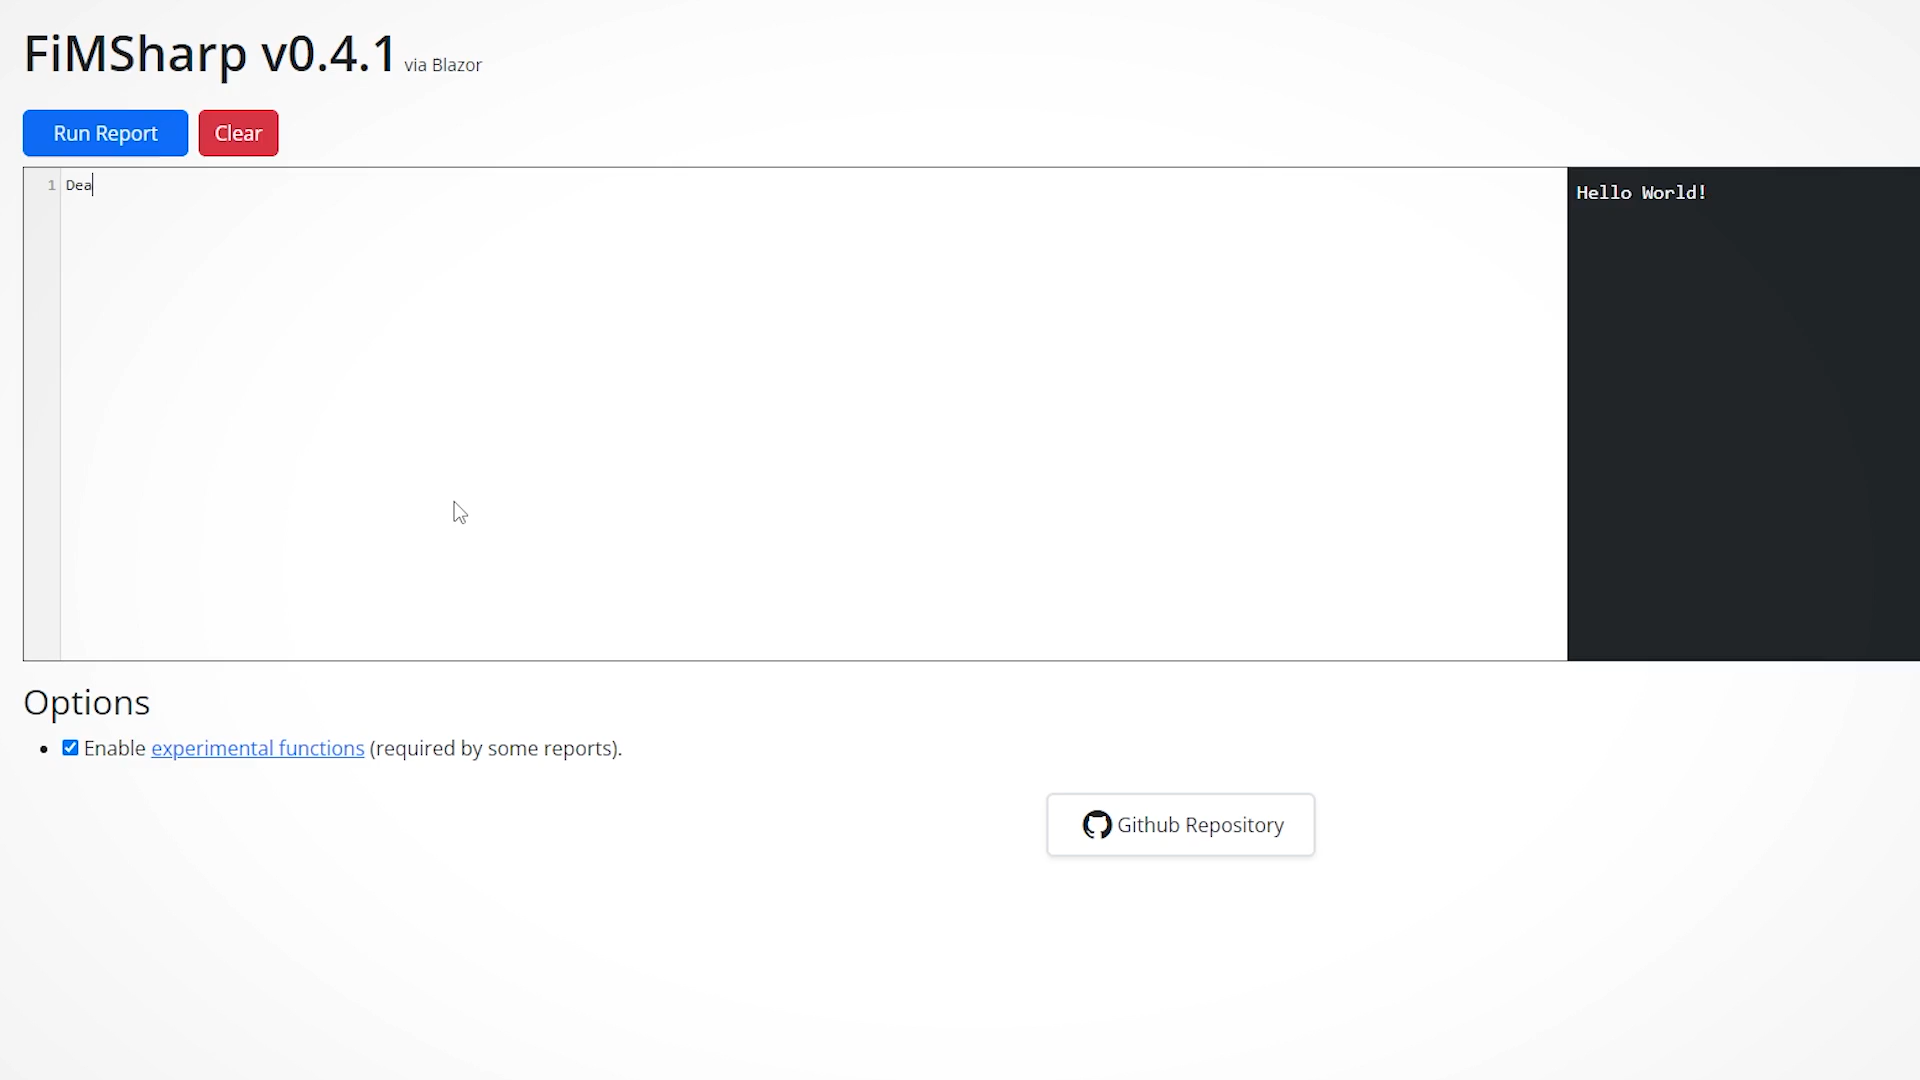 FiMSharp v0.4.1 via Blazor
Run Report Clear
1 Dea
Hello World!
Options
Enable experimental functions (required by some reports).
Github Repository